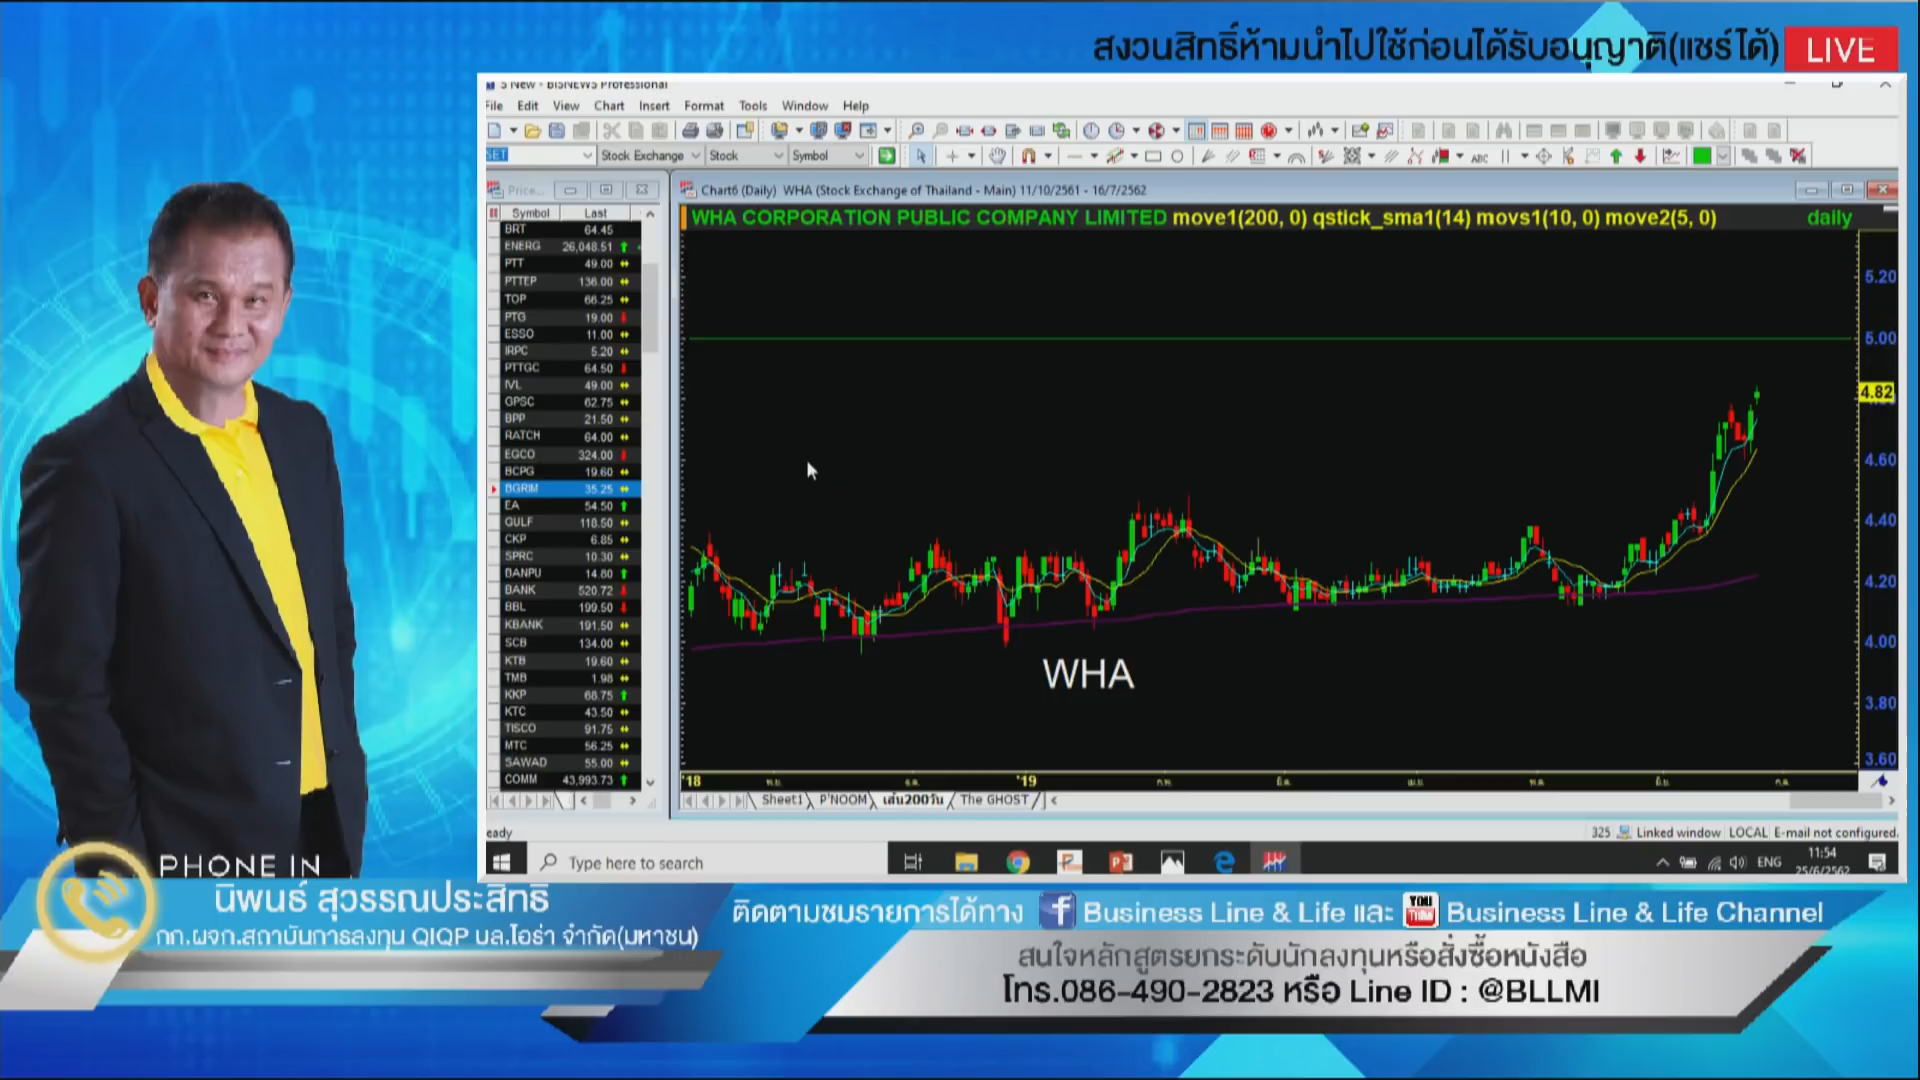 สงวนสิทธิ์ห้ามนำไปใช้ก่อนได้รับอนุญาติ(แชร์ได้)
LIVE
5 New - BISNEWS Professional
File Edit View Chart Insert Format Tools Window Help
SET Stock Exchange Stock Symbol
Price...
Chart6 (Daily) WHA (Stock Exchange of Thailand - Main) 11/10/2561 - 16/7/2562
Symbol Last
WHA CORPORATION PUBLIC COMPANY LIMITED move1(200, 0) qstick_sma1(14) movs1(10, 0) move2(5, 0) daily
BRT 64.45
ENERG 26,048.51
PTT 49.00
PTTEP 136.00
TOP 66.25
PTG 19.00
ESSO 11.00
IRPC 5.20
PTTGC 64.50
IVL 49.00
GPSC 62.75
BPP 21.50
RATCH 64.00
EGCO 324.00
BCPG 19.60
BGRIM 35.25
EA 54.50
GULF 118.50
CKP 6.85
SPRC 10.30
BANPU 14.80
BANK 520.72
BBL 199.50
KBANK 191.50
SCB 134.00
KTB 19.60
TMB 1.98
KKP 68.75
KTC 43.50
TISCO 91.75
MTC 56.25
SAWAD 55.00
COMM 43,993.73
5.20
5.00
4.82
4.60
4.40
4.20
4.00
3.80
3.60
WHA
'18 '19
Sheet1 P'NOOM เส้น200วัน The GHOST
eady
325 Linked window LOCAL E-mail not configured.
Type here to search
ENG
11:54
25/6/2562
PHONE IN
นิพนธ์ สุวรรณประสิทธิ์
กก.ผจก.สถาบันการลงทุน QIQP บล.ไอร่า จำกัด(มหาชน)
ติดตามชมรายการได้ทาง f Business Line & Life และ YOU Business Line & Life Channel
สนใจหลักสูตรยกระดับนักลงทุนหรือสั่งซื้อหนังสือ
โทร.086-490-2823 หรือ Line ID : @BLLMI